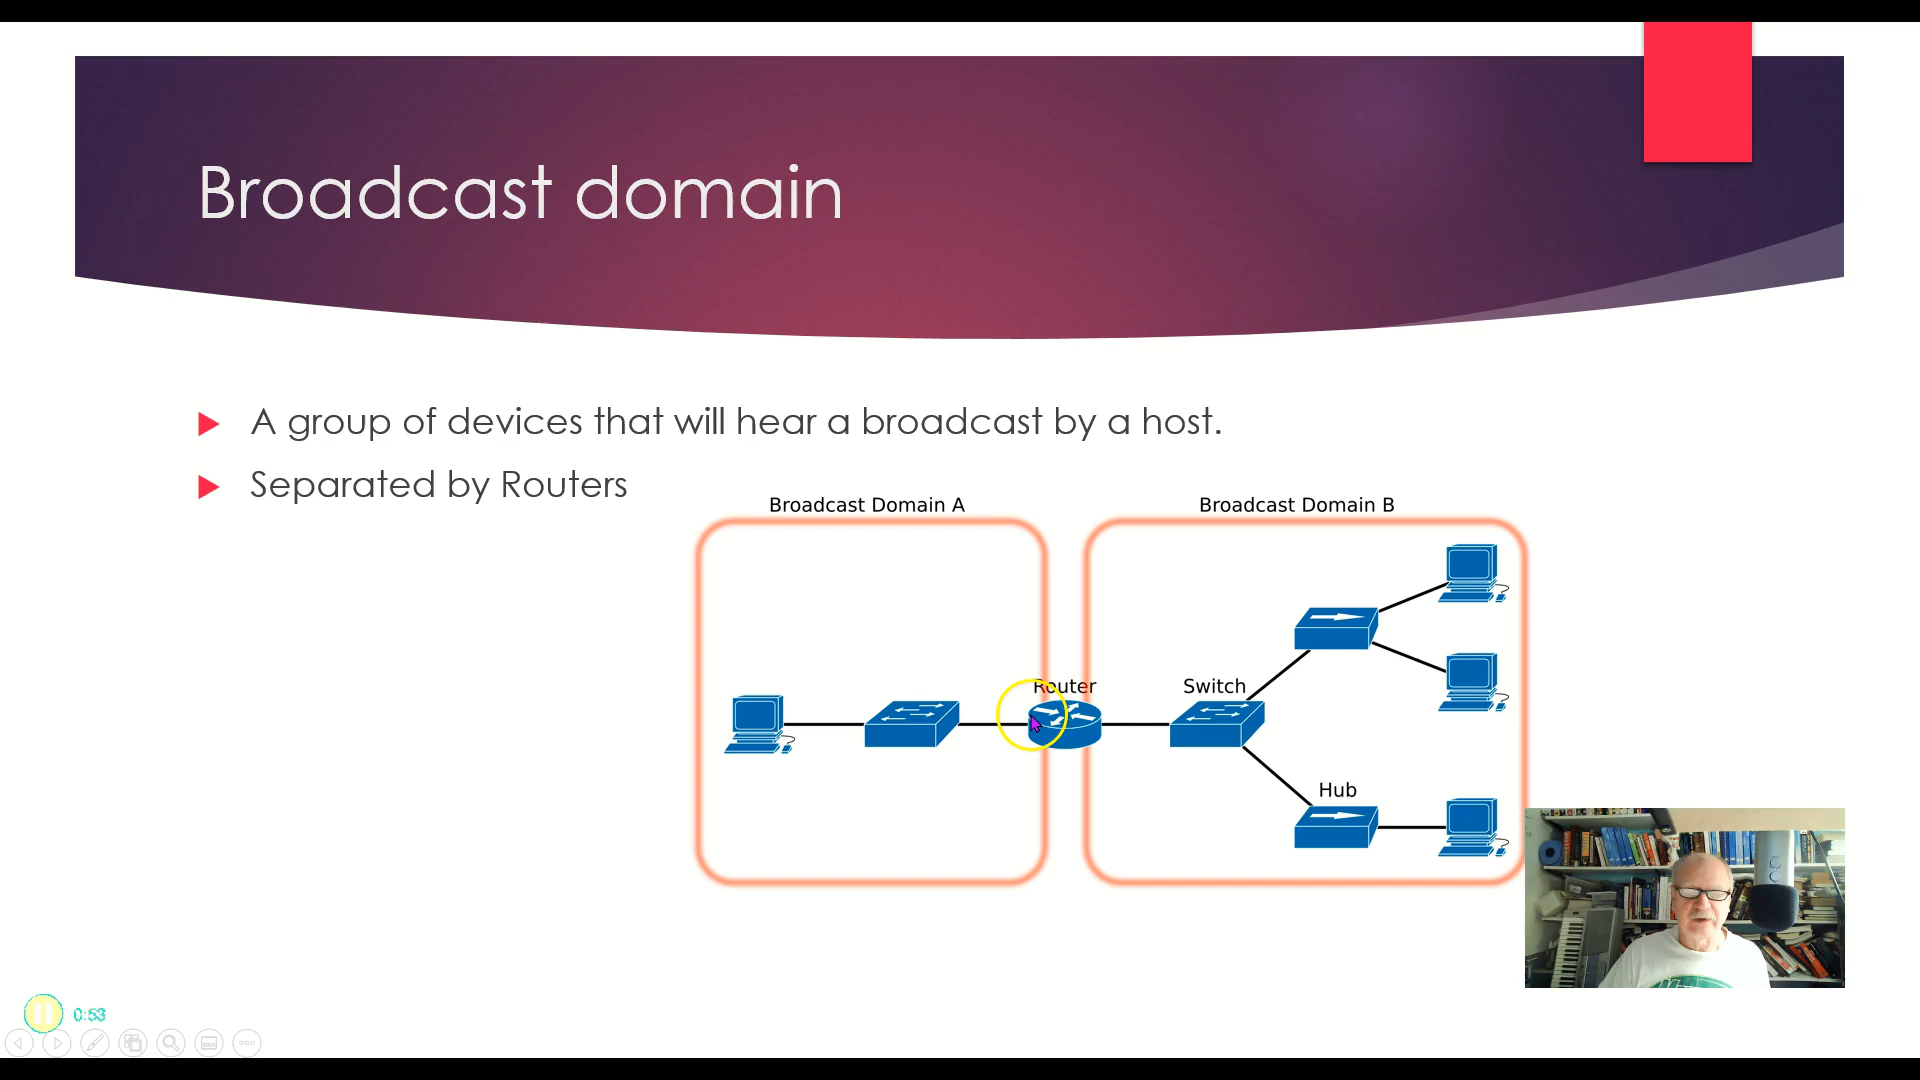 Broadcast domain
A group of devices that will hear a broadcast by a host.
Separated by Routers
Broadcast Domain A
Broadcast Domain B
Router
Switch
Hub
0:53